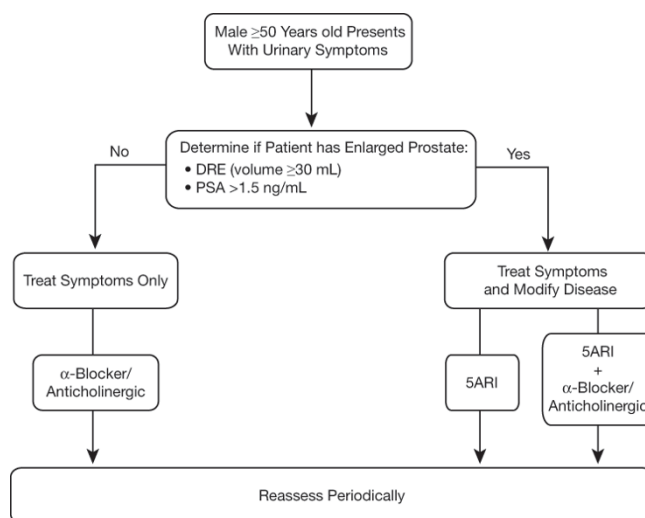 Male ≥50 Years old Presents
With Urinary Symptoms
Determine if Patient has Enlarged Prostate:
• DRE (volume ≥30 mL)
• PSA >1.5 ng/mL
No
Yes
Treat Symptoms Only
Treat Symptoms
and Modify Disease
α-Blocker/
Anticholinergic
5ARI
5ARI
+
α-Blocker/
Anticholinergic
Reassess Periodically